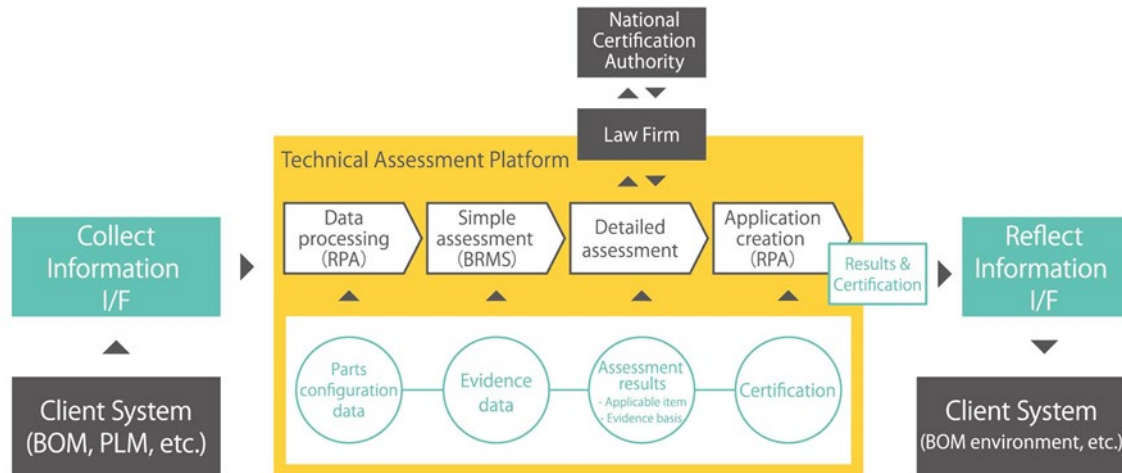 National
Certification
Authority
Law Firm
Technical Assessment Platform
Collect
Information
I/F
Data
processing
(RPA)
Simple
assessment
(BRMS)
Detailed
assessment
Application
creation
(RPA)
Results &
Certification
Reflect
Information
I/F
Parts
configuration
data
Evidence
data
Assessment
results
- Applicable item
- Evidence basis
Certification
Client System
(BOM, PLM, etc.)
Client System
(BOM environment, etc.)